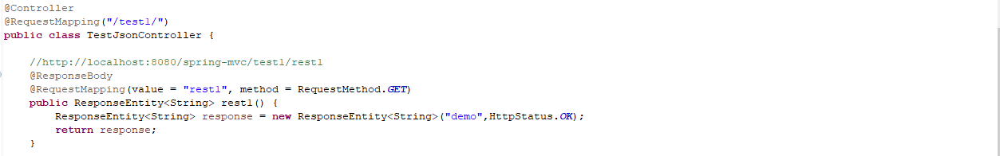 @Controller
@RequestMapping("/test1/")
public class TestJsonController {
//http://localhost:8080/spring-mvc/test1/rest1
@ResponseBody
@RequestMapping(value = "rest1", method = RequestMethod.GET)
public ResponseEntity<String> rest1() {
ResponseEntity<String> response = new ResponseEntity<String>("demo",HttpStatus.OK);
return response;
}